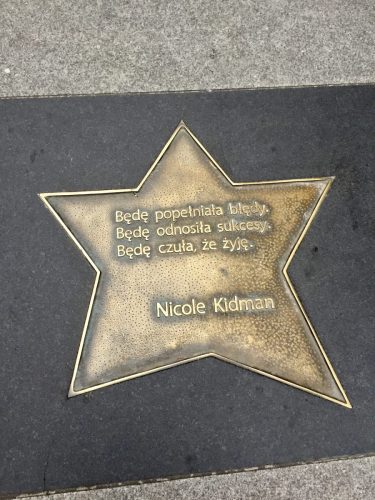 Będę popełniała błędy.
Będę odnosiła sukcesy.
Będę czuła, że żyję.
Nicole Kidman